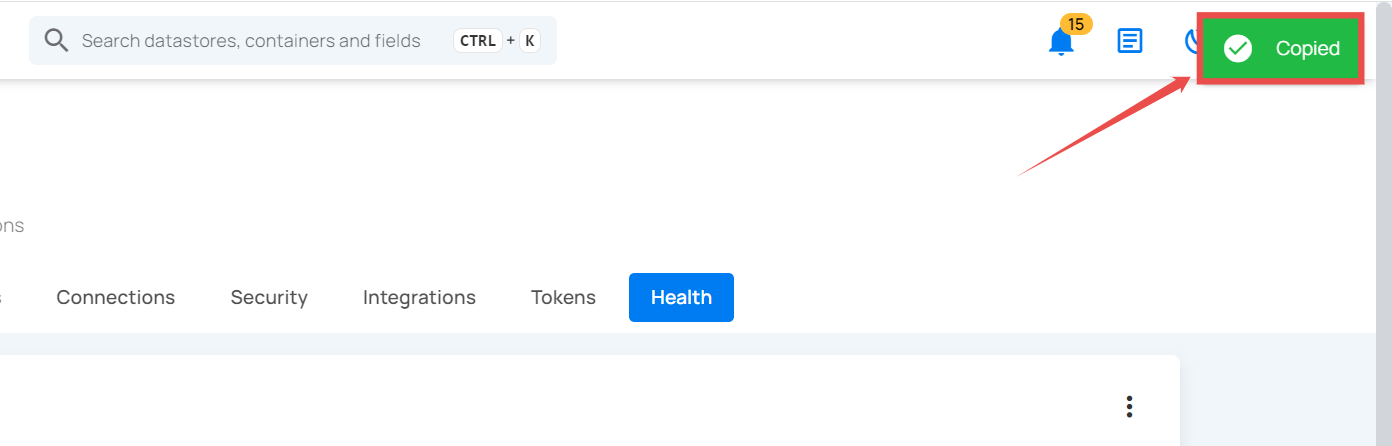 Search datastores, containers and fields CTRL + K 15 Copied
ons
s Connections Security Integrations Tokens Health